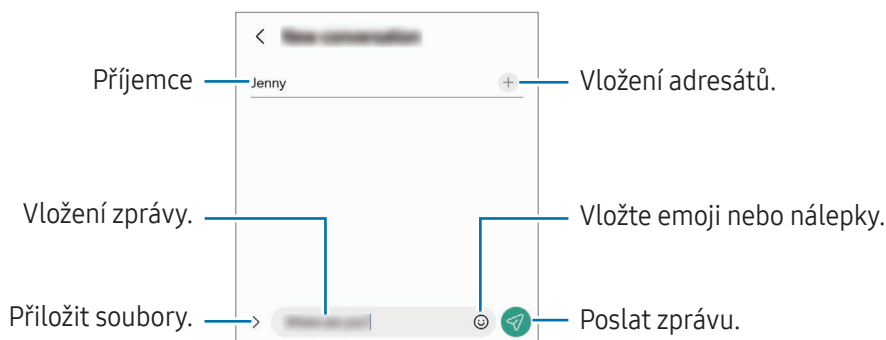 Příjemce
Jenny
Vložení adresátů.
Vložení zprávy.
Vložte emoji nebo nálepky.
Přiložit soubory.
Poslat zprávu.